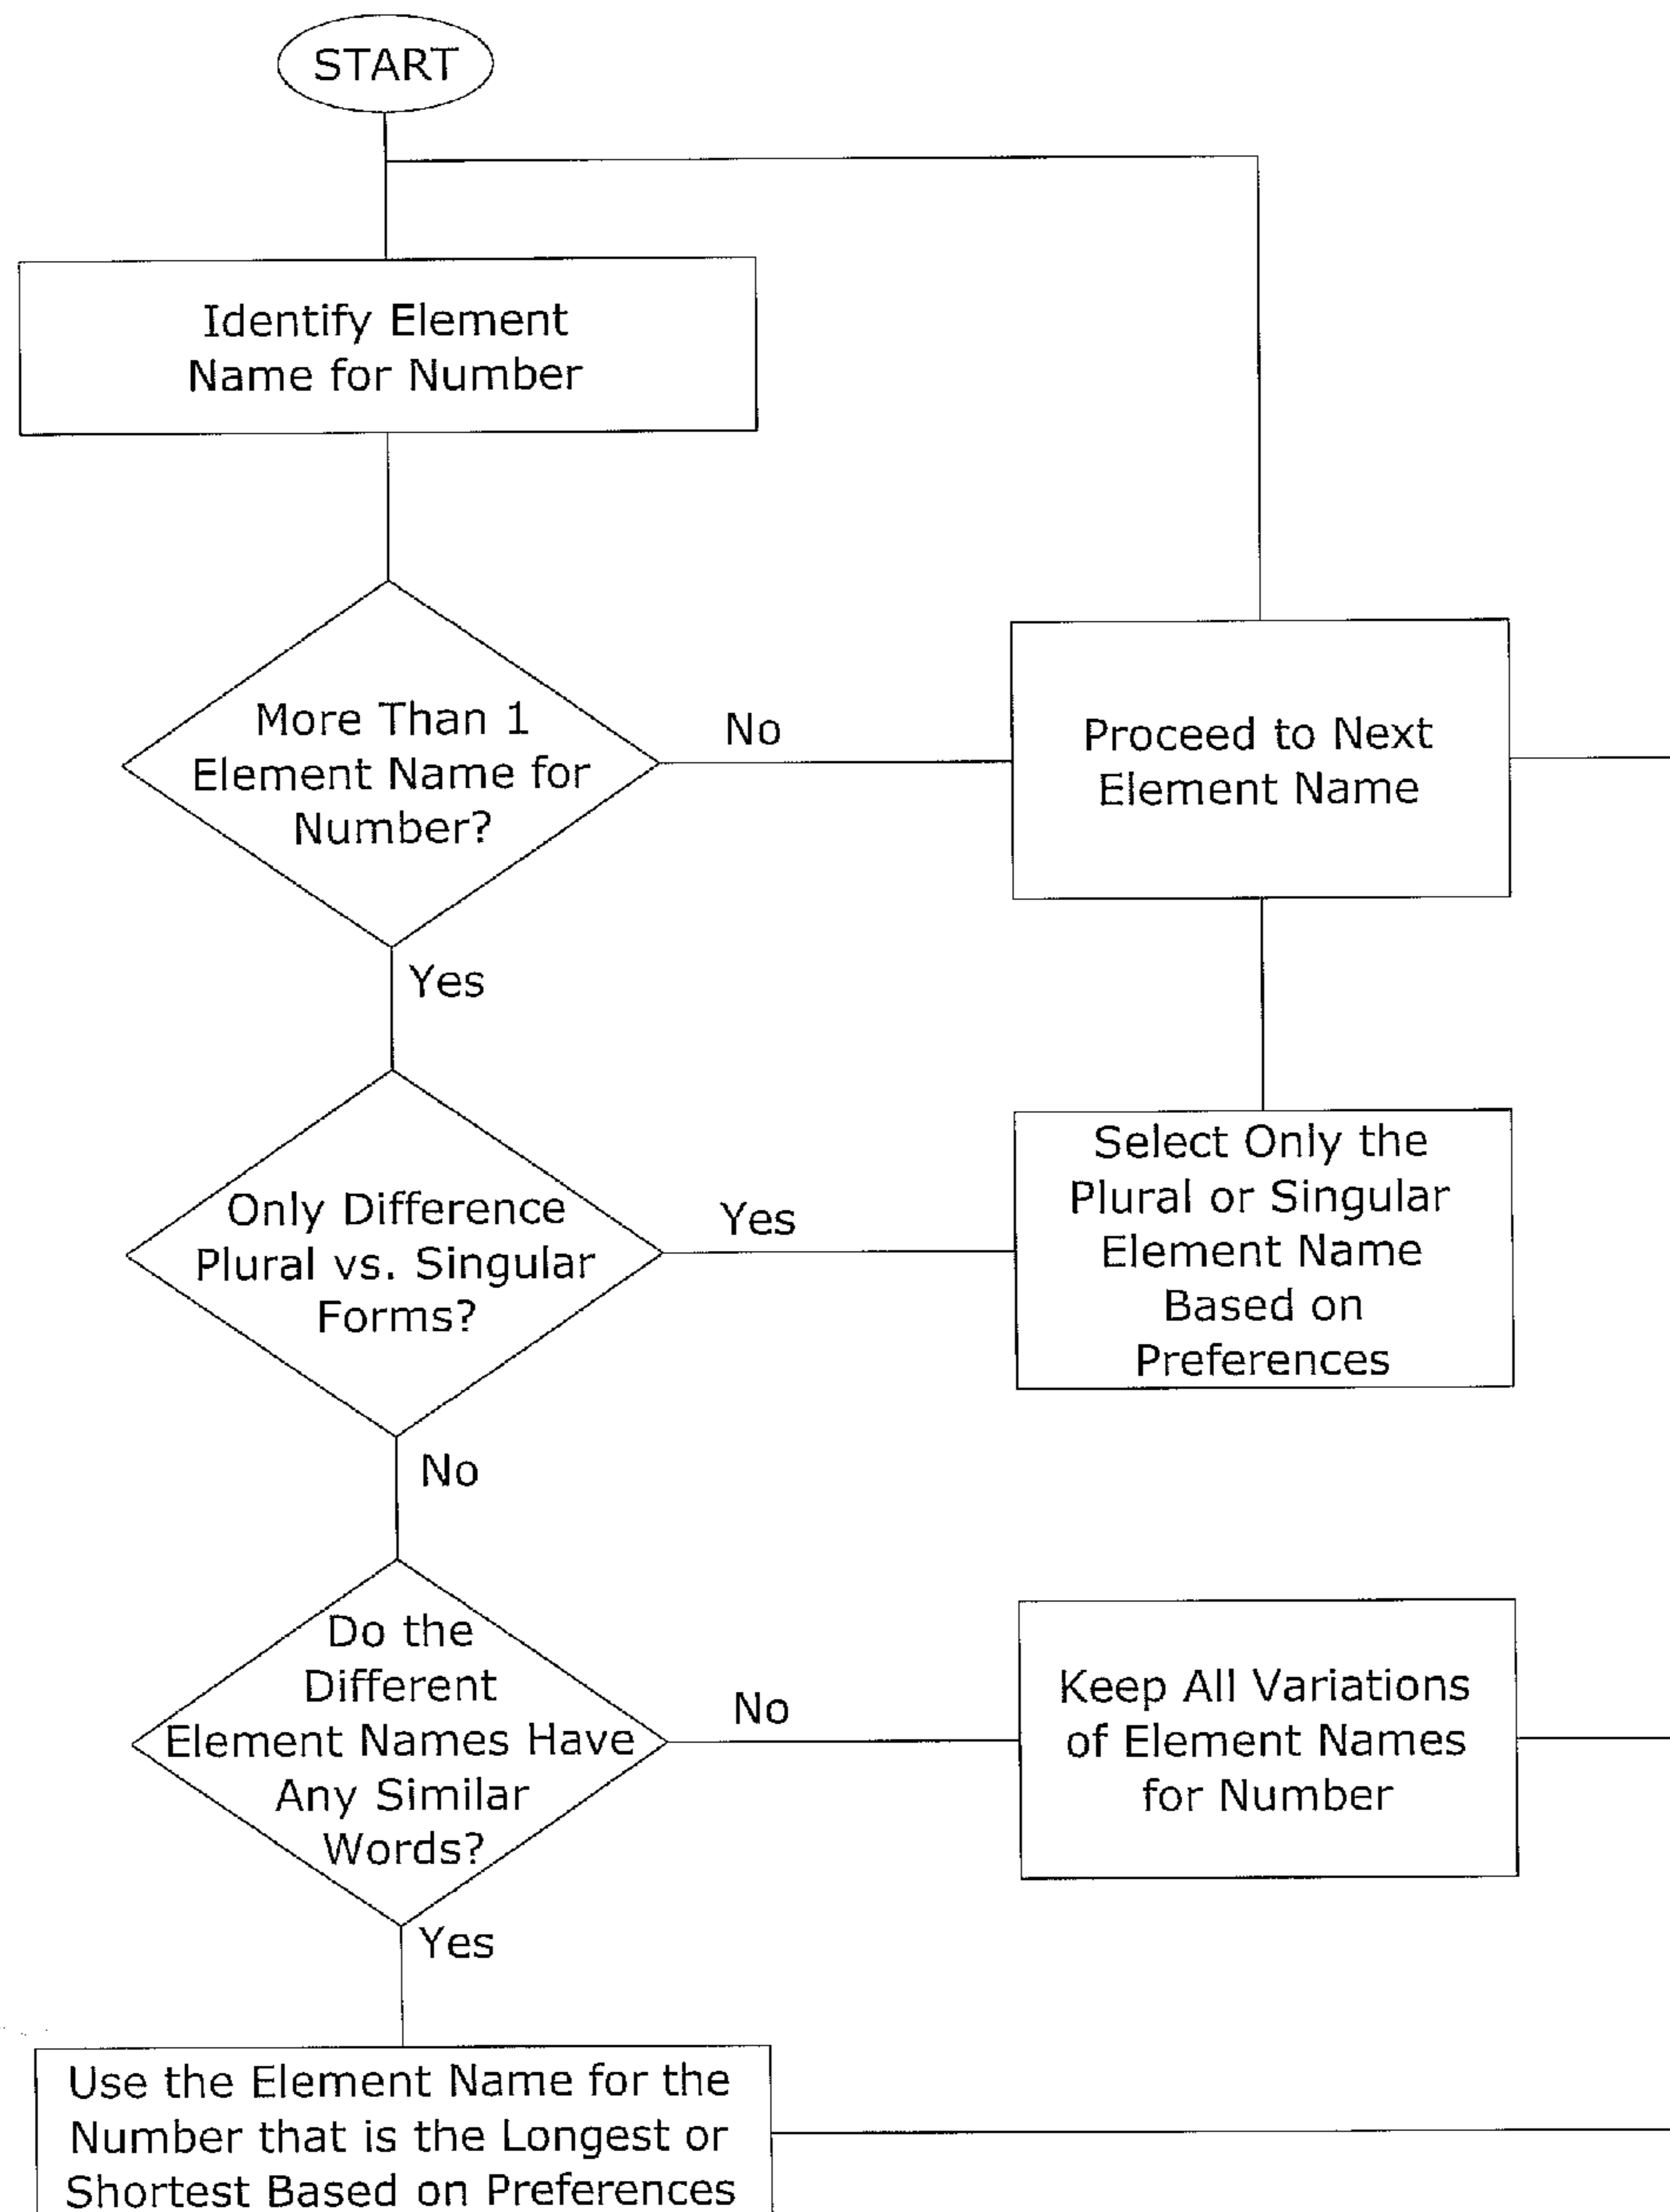 START
Identify Element
Name for Number
More Than 1
Element Name for
Number?
No
Proceed to Next
Element Name
Yes
Only Difference
Plural vs. Singular
Forms?
Yes
Select Only the
Plural or Singular
Element Name
Based on
Preferences
No
Do the
Different
Element Names Have
Any Similar
Words?
No
Keep All Variations
of Element Names
for Number
Yes
Use the Element Name for the
Number that is the Longest or
Shortest Based on Preferences